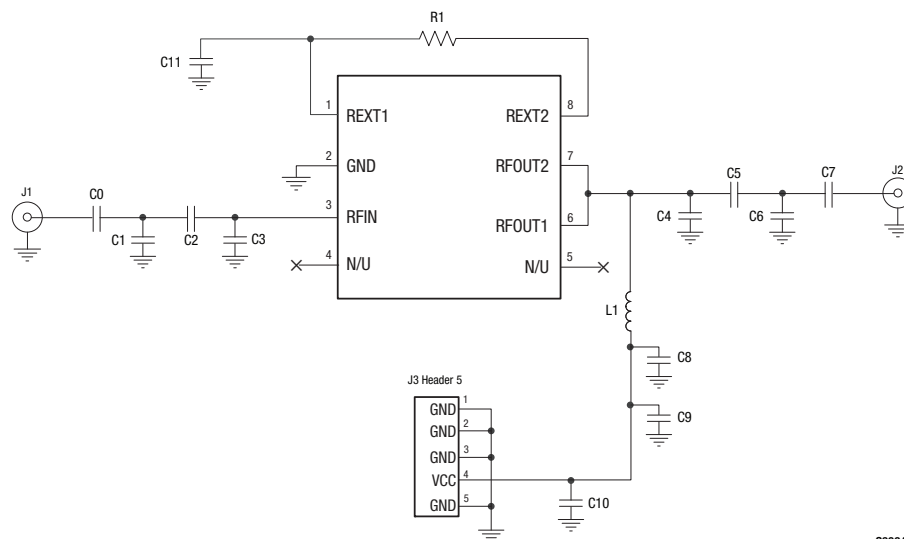 R1
C11
1
REXT1
REXT2
8
2
GND
RFOUT2
7
J1
C0
C5
C7
J2
3
RFIN
RFOUT1
6
C1
C2
C3
C4
C6
4
N/U
N/U
5
L1
C8
J3 Header 5
GND 1
GND 2
GND 3
VCC 4
GND 5
C9
C10